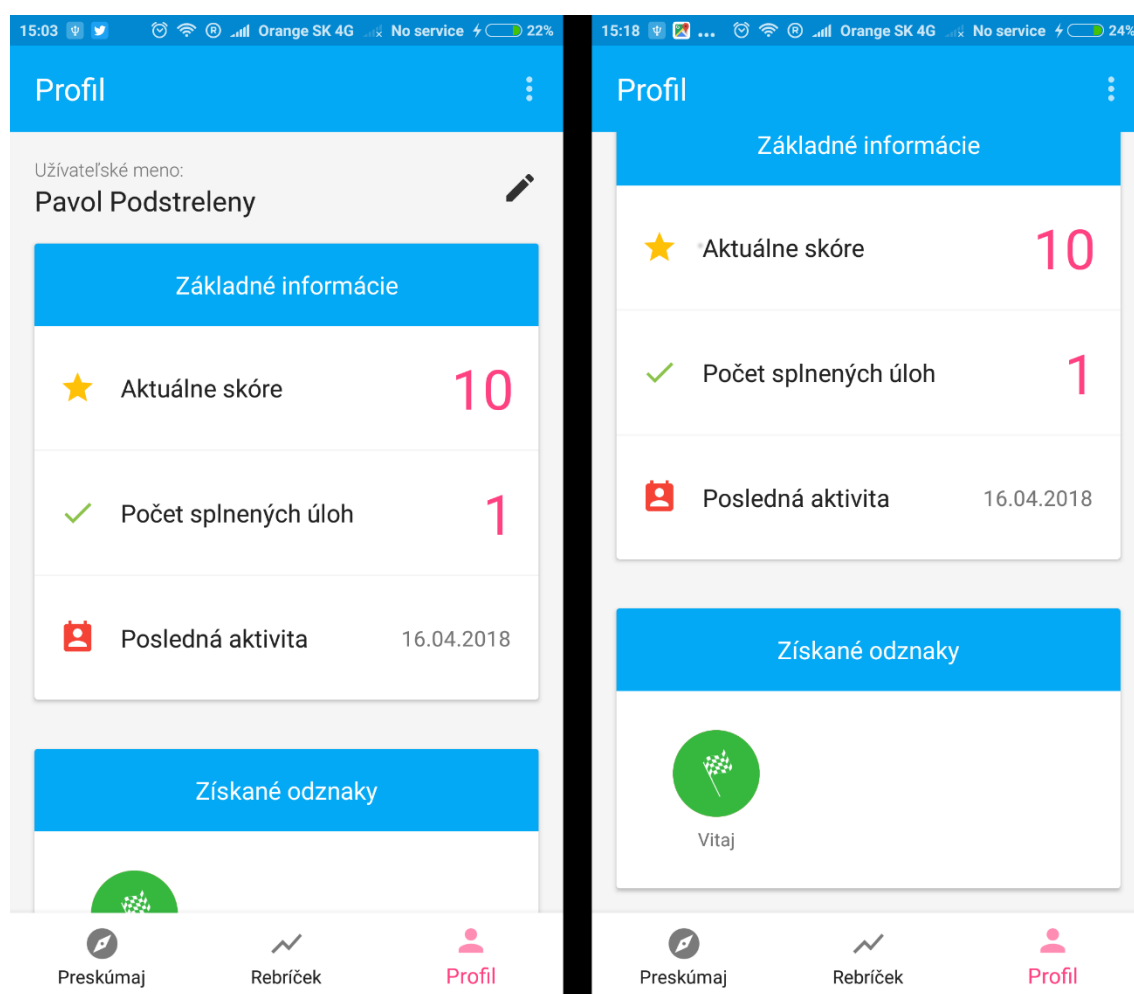 15:03 Orange SK 4G No service 22%
Profil
Užívateľské meno:
Pavol Podstreleny
Základné informácie
Aktuálne skóre 10
Počet splnených úloh 1
Posledná aktivita 16.04.2018
Získané odznaky
Preskúmaj Rebríček Profil
15:18 ... Orange SK 4G No service 24%
Profil
Základné informácie
Aktuálne skóre 10
Počet splnených úloh 1
Posledná aktivita 16.04.2018
Získané odznaky
Vitaj
Preskúmaj Rebríček Profil